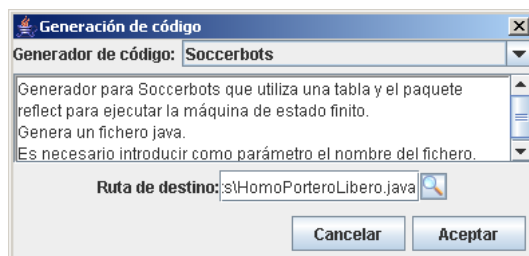 Generación de código
Generador de código: Soccerbots
Generador para Soccerbots que utiliza una tabla y el paquete
reflect para ejecutar la máquina de estado finito.
Genera un fichero java.
Es necesario introducir como parámetro el nombre del fichero.
Ruta de destino: :s\HomoPorteroLibero.java
Cancelar Aceptar